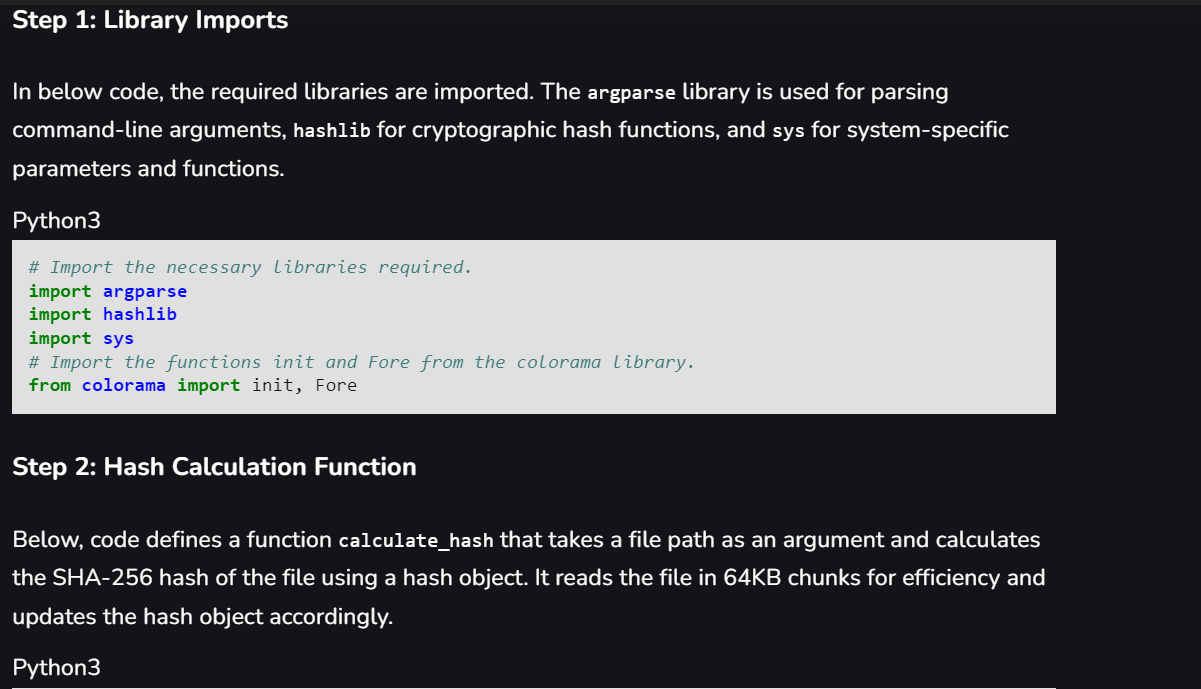 Step 1: Library Imports
In below code, the required libraries are imported. The argparse library is used for parsing
command-line arguments, hashlib for cryptographic hash functions, and sys for system-specific
parameters and functions.
Python3
# Import the necessary libraries required.
import argparse
import hashlib
import sys
# Import the functions init and Fore from the colorama library.
from colorama import init, Fore
Step 2: Hash Calculation Function
Below, code defines a function calculate_hash that takes a file path as an argument and calculates
the SHA-256 hash of the file using a hash object. It reads the file in 64KB chunks for efficiency and
updates the hash object accordingly.
Python3